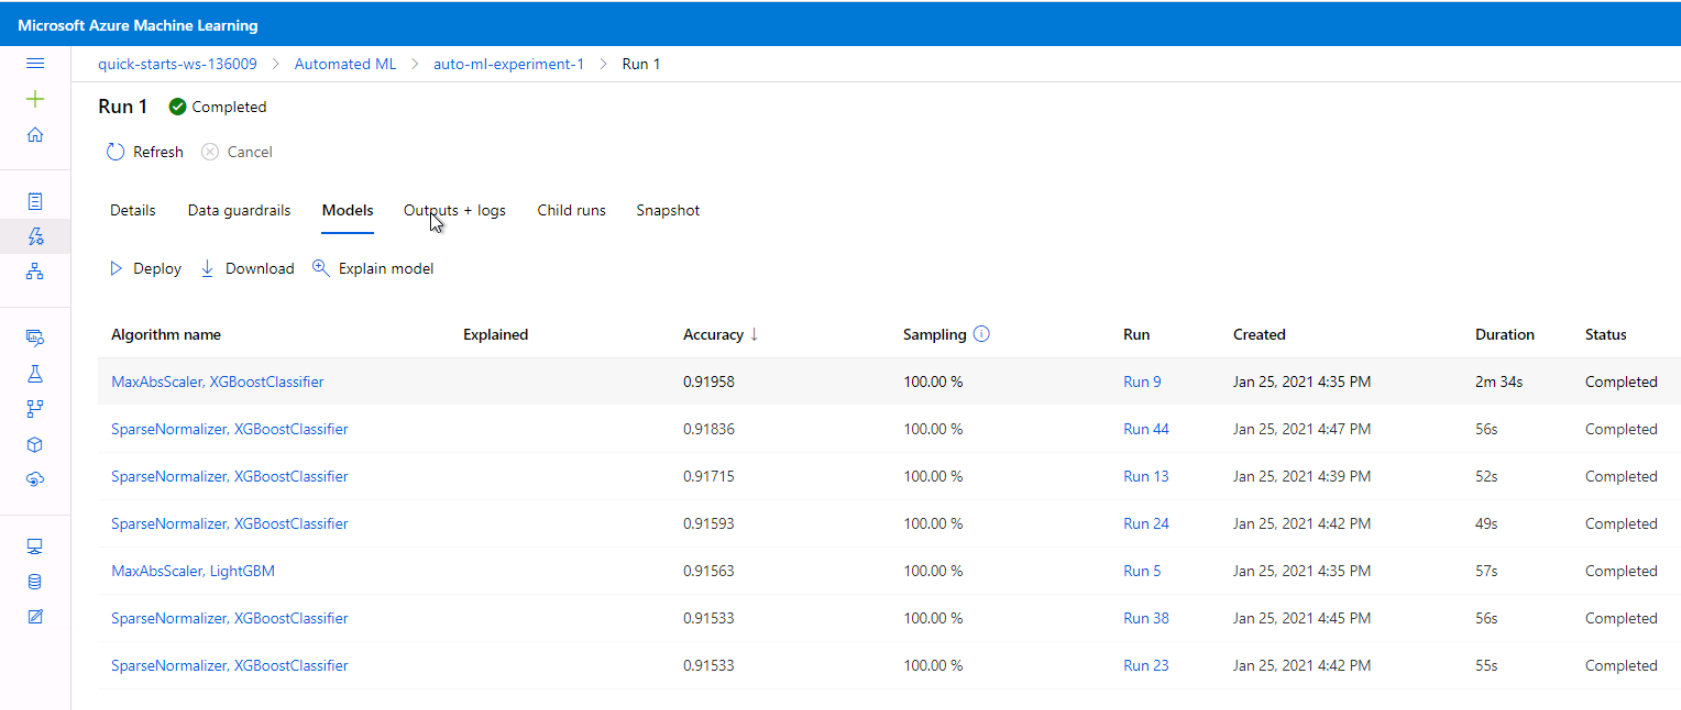 Microsoft Azure Machine Learning
quick-starts-ws-136009 > Automated ML > auto-ml-experiment-1 > Run 1
Run 1 Completed
Refresh Cancel
Details Data guardrails Models Outputs + logs Child runs Snapshot
Deploy Download Explain model
Algorithm name Explained Accuracy ↓ Sampling Run Created Duration Status
MaxAbsScaler, XGBoostClassifier 0.91958 100.00 % Run 9 Jan 25, 2021 4:35 PM 2m 34s Completed
SparseNormalizer, XGBoostClassifier 0.91836 100.00 % Run 44 Jan 25, 2021 4:47 PM 56s Completed
SparseNormalizer, XGBoostClassifier 0.91715 100.00 % Run 13 Jan 25, 2021 4:39 PM 52s Completed
SparseNormalizer, XGBoostClassifier 0.91593 100.00 % Run 24 Jan 25, 2021 4:42 PM 49s Completed
MaxAbsScaler, LightGBM 0.91563 100.00 % Run 5 Jan 25, 2021 4:35 PM 57s Completed
SparseNormalizer, XGBoostClassifier 0.91533 100.00 % Run 38 Jan 25, 2021 4:45 PM 56s Completed
SparseNormalizer, XGBoostClassifier 0.91533 100.00 % Run 23 Jan 25, 2021 4:42 PM 55s Completed